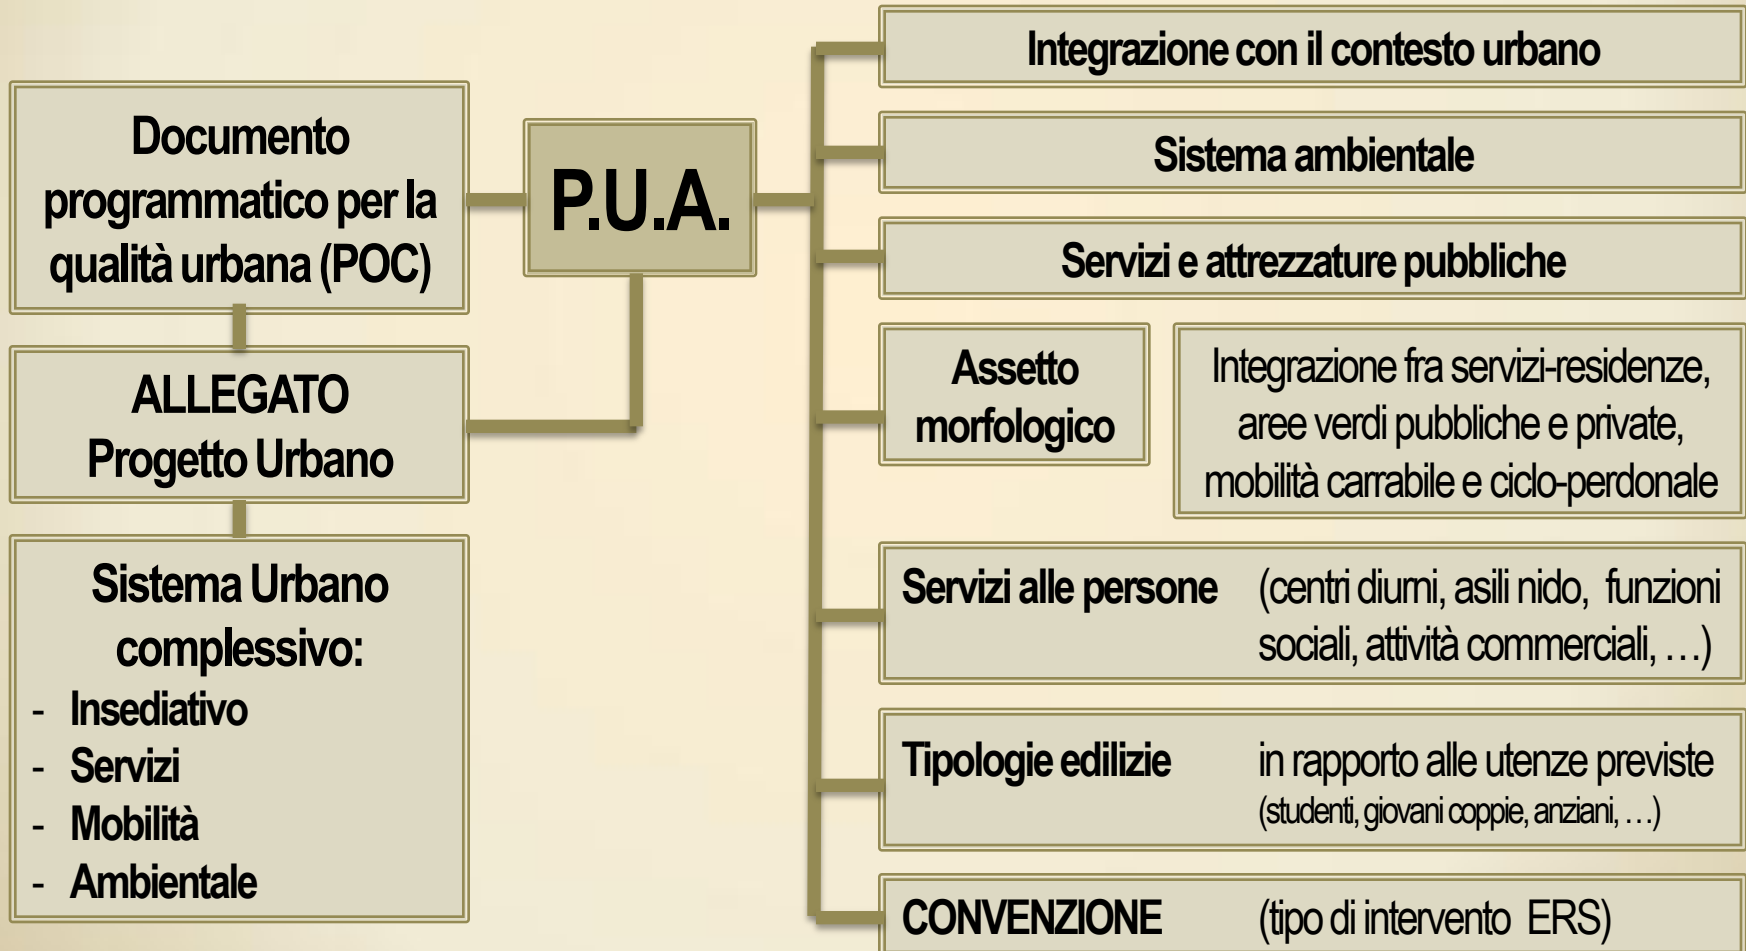 Documento
programmatico per la
qualità urbana (POC)
ALLEGATO
Progetto Urbano
Sistema Urbano
complessivo:
- Insediativo
- Servizi
- Mobilità
- Ambientale
P.U.A.
Integrazione con il contesto urbano
Sistema ambientale
Servizi e attrezzature pubbliche
Assetto
morfologico
Integrazione fra servizi-residenze,
aree verdi pubbliche e private,
mobilità carrabile e ciclo-perdonale
Servizi alle persone (centri diurni, asili nido, funzioni
sociali, attività commerciali, …)
Tipologie edilizie in rapporto alle utenze previste
(studenti, giovani coppie, anziani, …)
CONVENZIONE (tipo di intervento ERS)